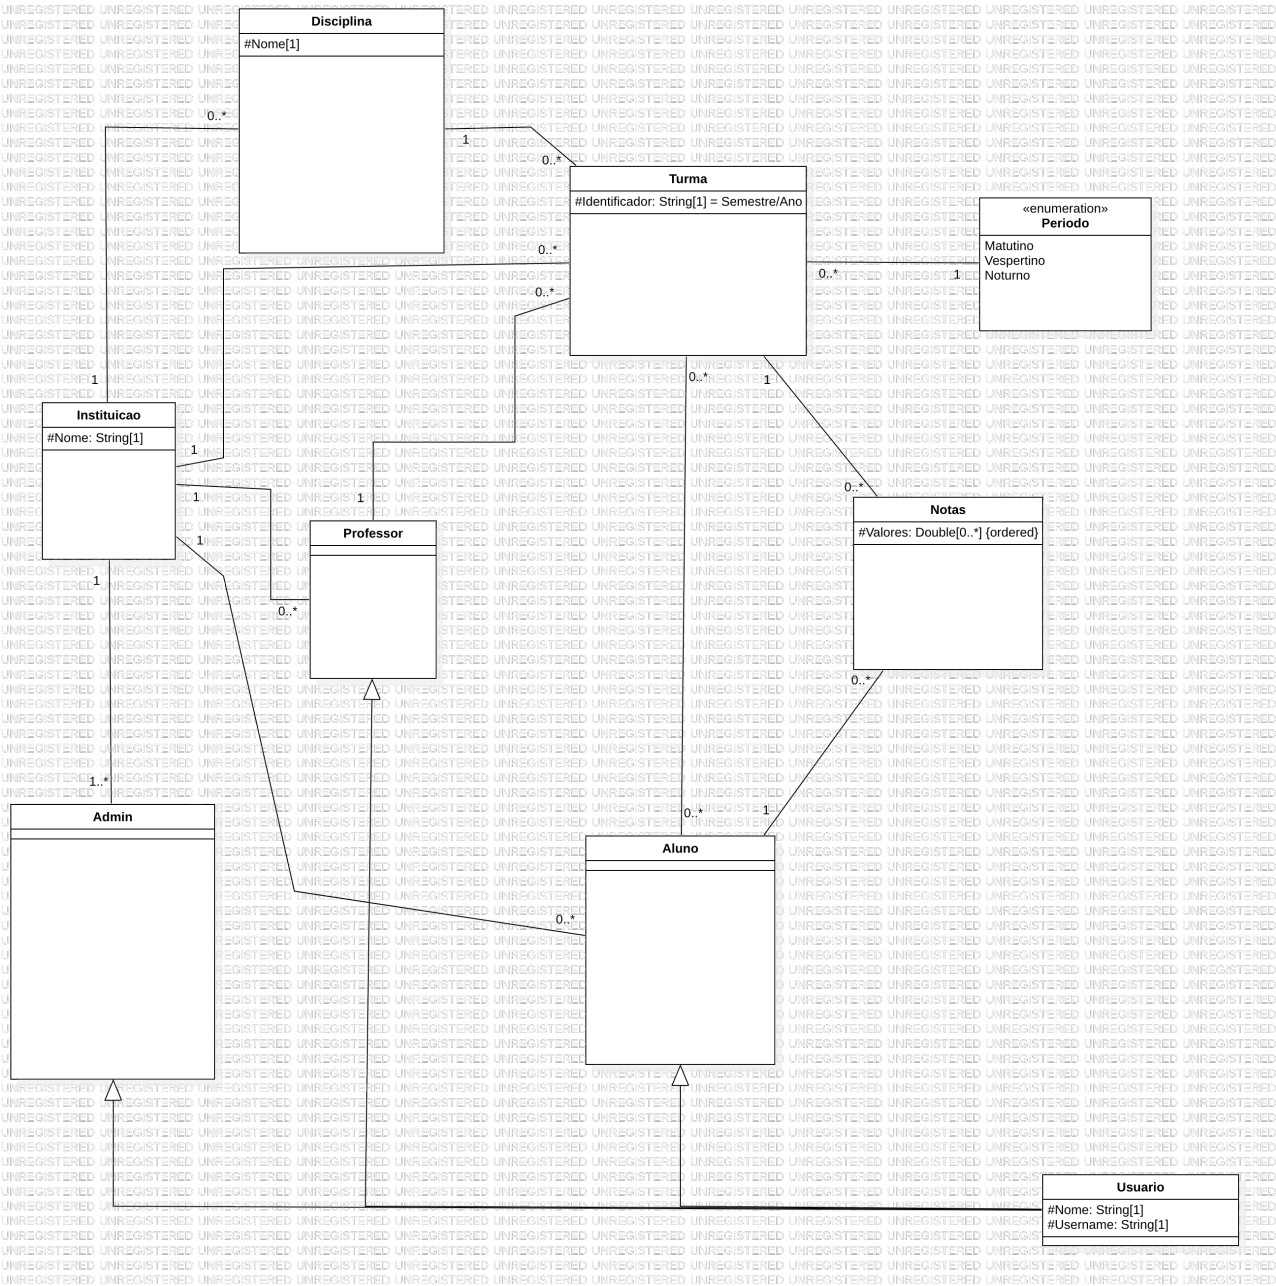 Disciplina
#Nome[1]
0..*
1
0..*
Turma
#Identificador: String[1] = Semestre/Ano
«enumeration»
Periodo
Matutino
Vespertino
Noturno
0..*
0..*
1
0..*
1
0..*
1
Instituicao
#Nome: String[1]
1
1
1
1
0..*
1
Professor
0..*
Notas
#Valores: Double[0..*] {ordered}
0..*
1..*
Admin
0..*
1
Aluno
0..*
Usuario
#Nome: String[1]
#Username: String[1]
UNREGISTERED